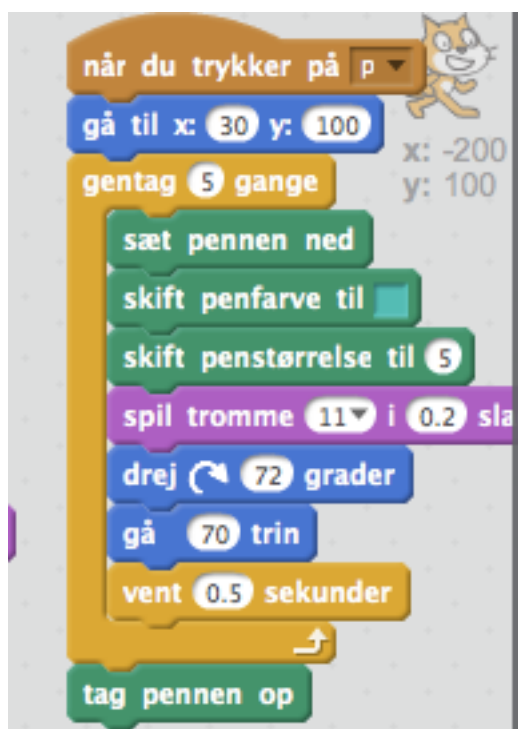 når du trykker på p
gå til x: 30 y: 100
x: -200
y: 100
gentag 5 gange
sæt pennen ned
skift penfarve til
skift penstørrelse til 5
spil tromme 11 i 0.2 sla
drej 72 grader
gå 70 trin
vent 0.5 sekunder
tag pennen op